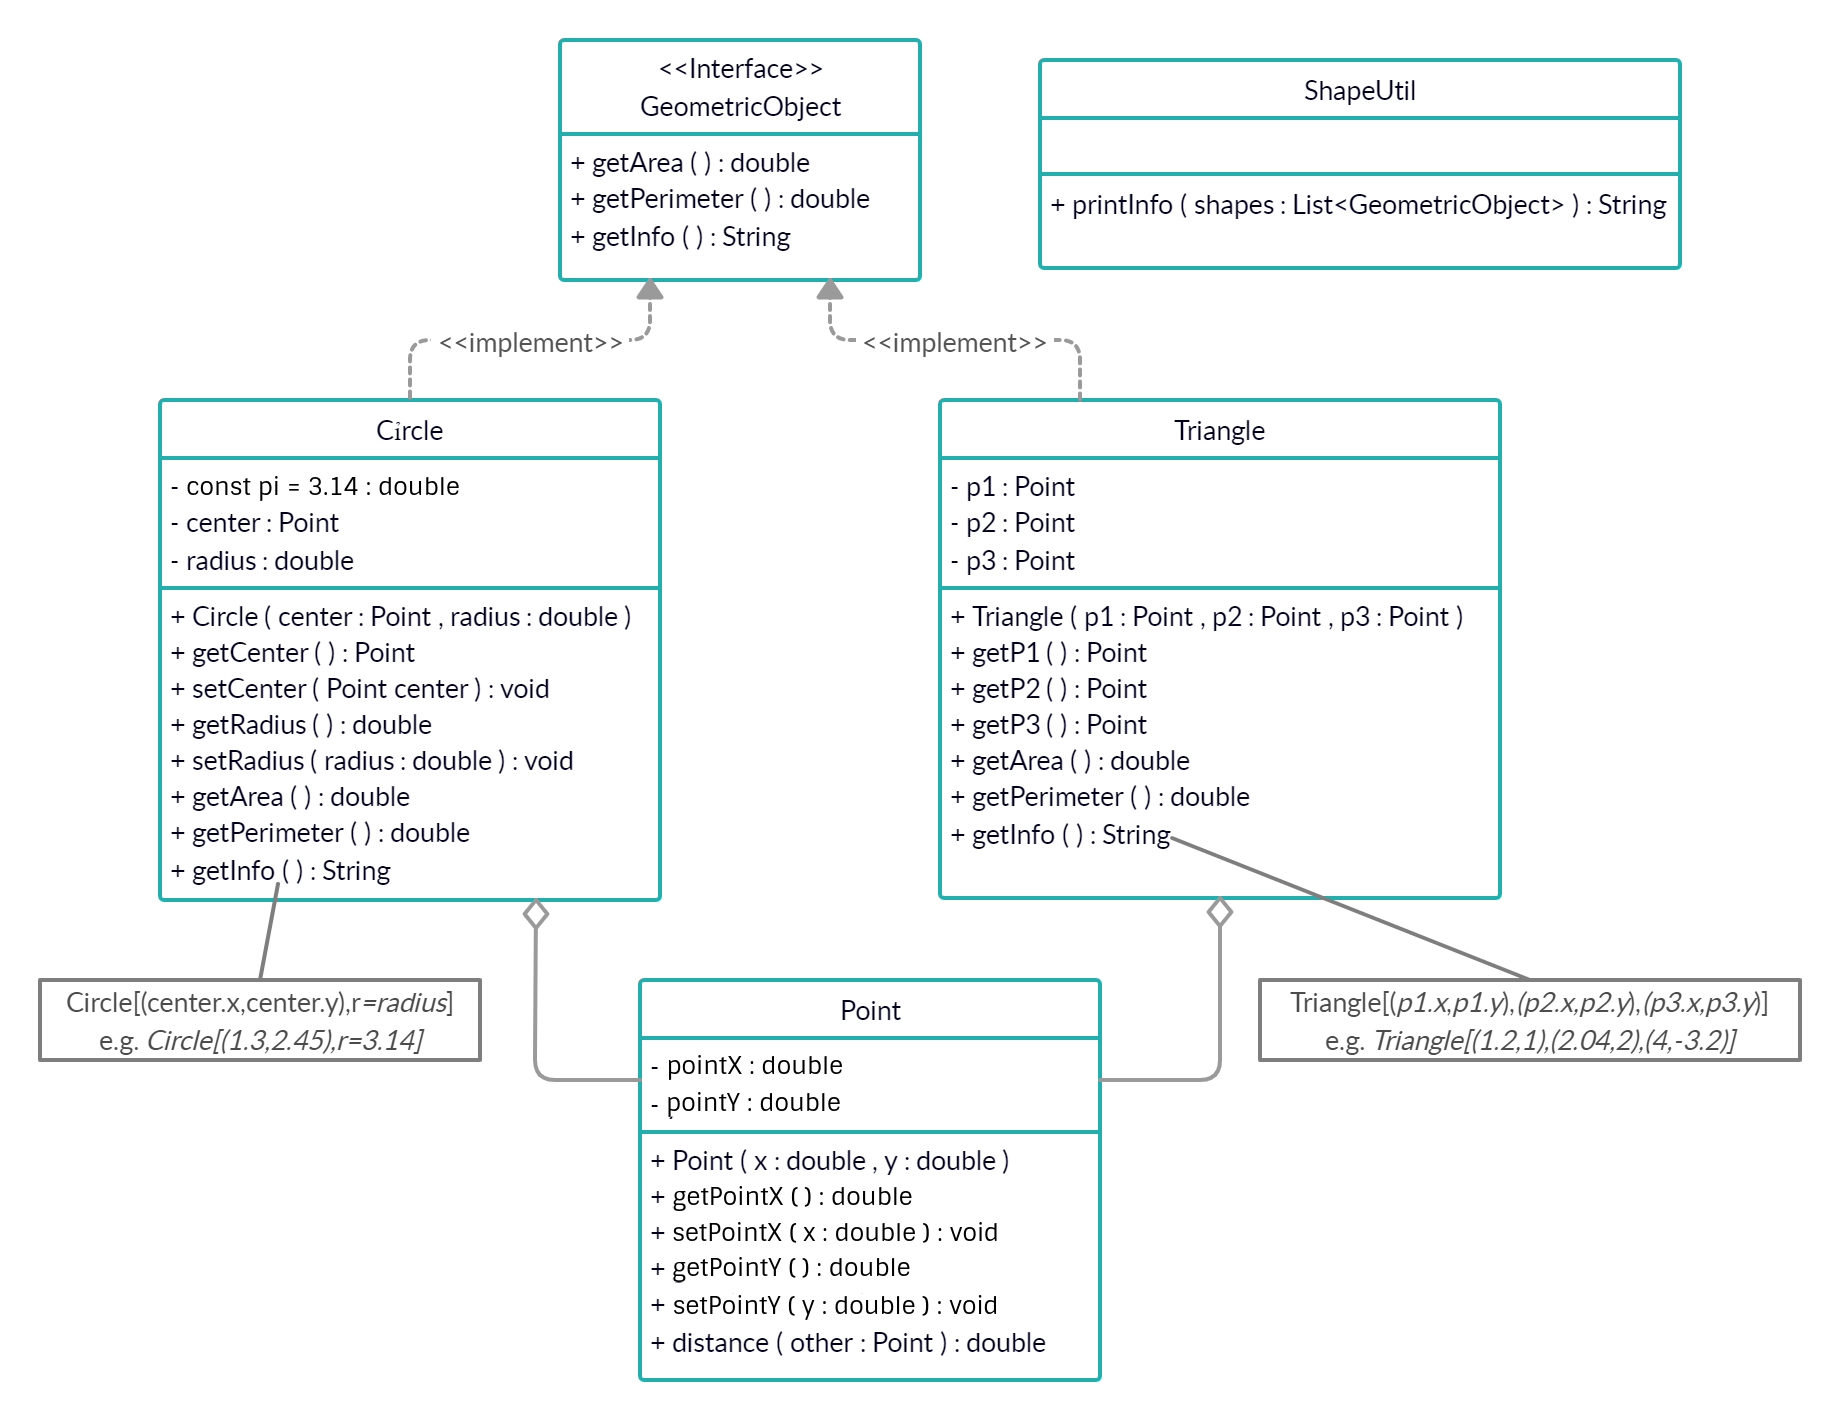 <<Interface>>
GeometricObject
+ getArea ( ) : double
+ getPerimeter ( ) : double
+ getInfo ( ) : String
ShapeUtil
+ printInfo ( shapes : List<GeometricObject> ) : String
<<implement>>
<<implement>>
Cỉrcle
- const pi = 3.14 : double
- center : Point
- radius : double
+ Circle ( center : Point , radius : double )
+ getCenter ( ) : Point
+ setCenter ( Point center ) : void
+ getRadius ( ) : double
+ setRadius ( radius : double ) : void
+ getArea ( ) : double
+ getPerimeter ( ) : double
+ getInfo ( ) : String
Triangle
- p1 : Point
- p2 : Point
- p3 : Point
+ Triangle ( p1 : Point , p2 : Point , p3 : Point )
+ getP1 ( ) : Point
+ getP2 ( ) : Point
+ getP3 ( ) : Point
+ getArea ( ) : double
+ getPerimeter ( ) : double
+ getInfo ( ) : String
Circle[(center.x,center.y),r=radius]
e.g. Circle[(1.3,2.45),r=3.14]
Point
- pointX : double
- pointY : double
+ Point ( x : double , y : double )
+ getPointX ( ) : double
+ setPointX ( x : double ) : void
+ getPointY ( ) : double
+ setPointY ( y : double ) : void
+ distance ( other : Point ) : double
Triangle[(p1.x,p1.y),(p2.x,p2.y),(p3.x,p3.y)]
e.g. Triangle[(1.2,1),(2.04,2),(4,-3.2)]